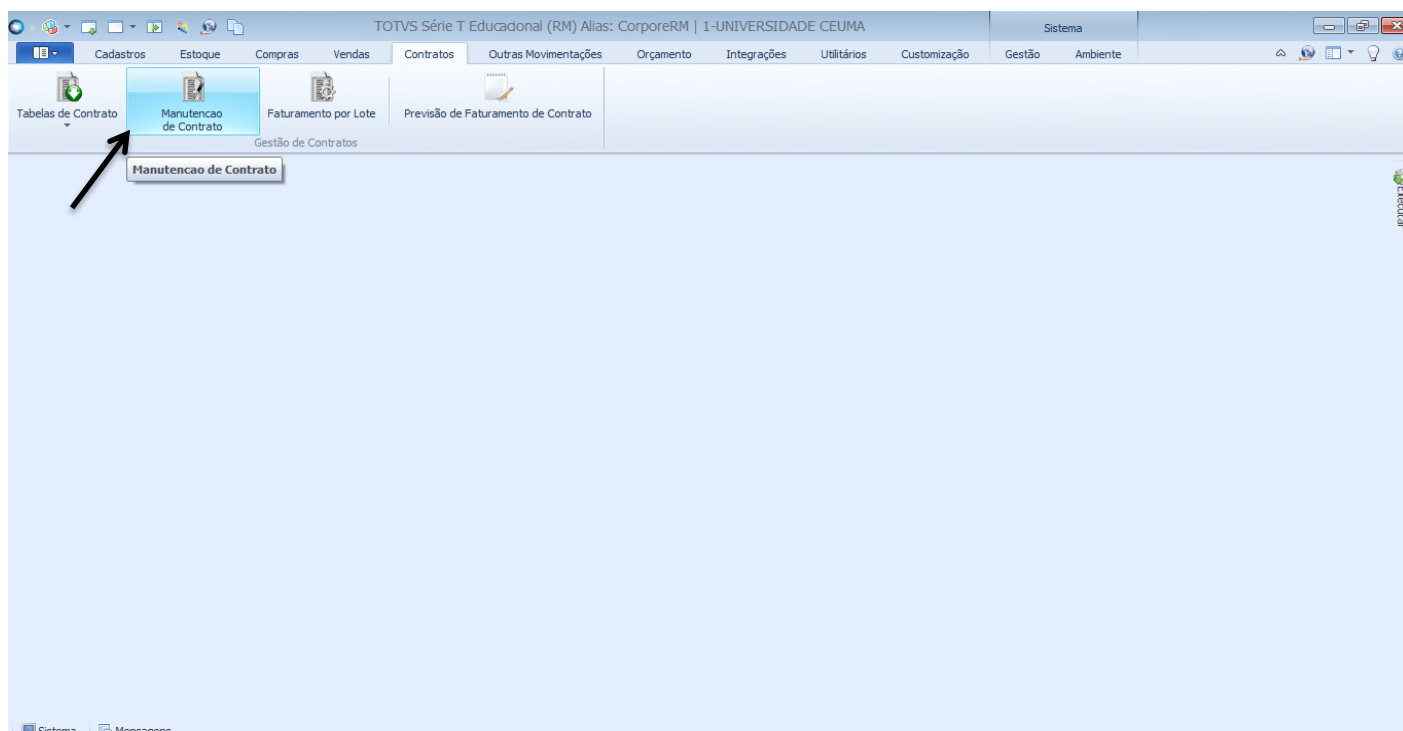 TOTVS Série T Educacional (RM) Alias: CorporeRM | 1-UNIVERSIDADE CEUMA
Sistema
Cadastros Estoque Compras Vendas Contratos Outras Movimentações Orçamento Integrações Utilitários Customização Gestão Ambiente
Tabelas de Contrato
Manutencao
de Contrato
Faturamento por Lote
Previsão de Faturamento de Contrato
Gestão de Contratos
Manutencao de Contrato
Executar
Sistema Mensagens